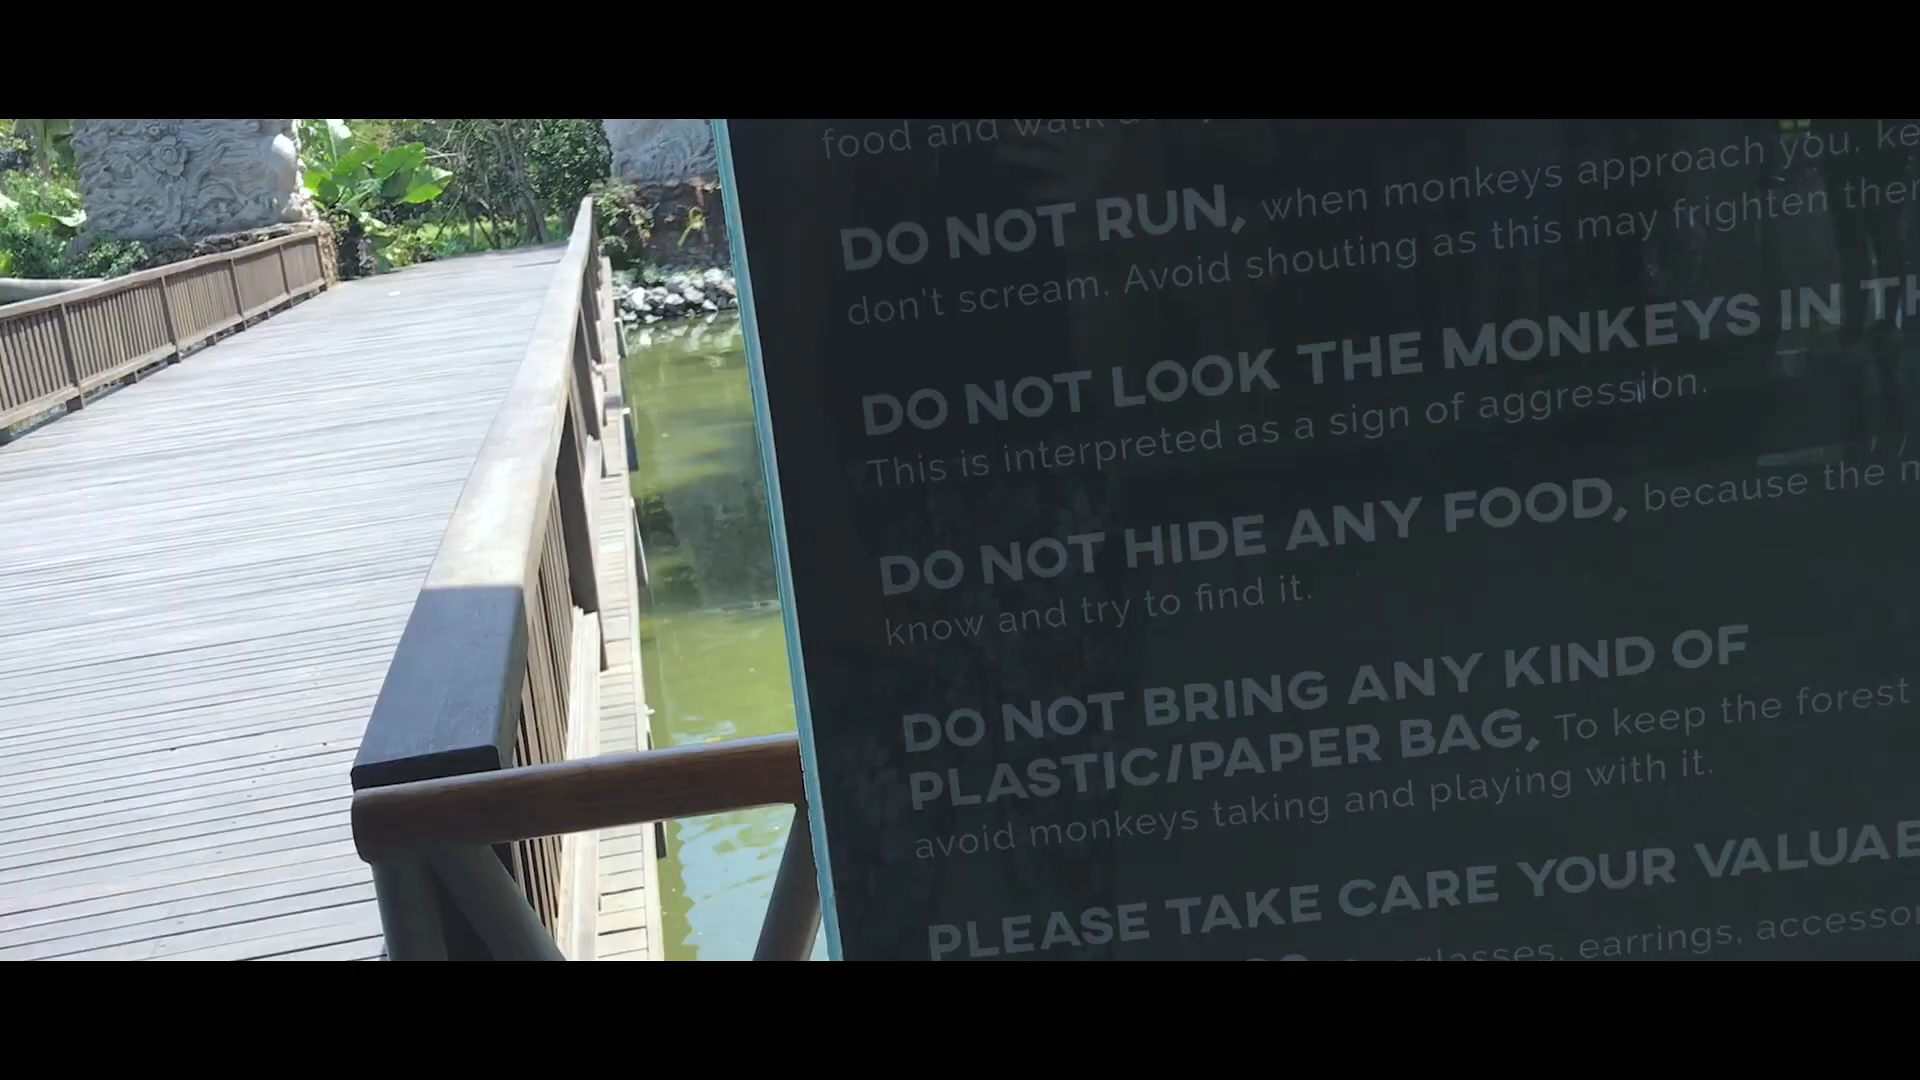 food and walk
DO NOT RUN, when monkeys approach you, ke
don't scream. Avoid shouting as this may frighten
DO NOT LOOK THE MONKEYS IN
This is interpreted as a sign of aggression.
DO NOT HIDE ANY FOOD, because the
know and try to find it.
DO NOT BRING ANY KIND OF
PLASTIC/PAPER BAG, To keep the forest
avoid monkeys taking and playing with it.
PLEASE TAKE CARE YOUR
earrings,